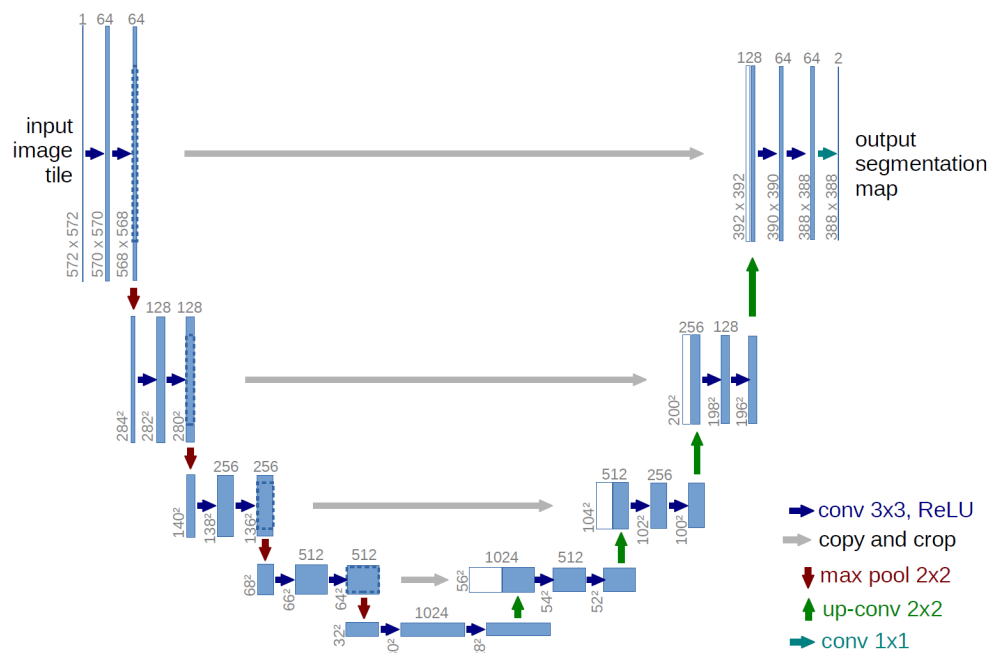 1 64 64
input
image
tile
572 x 572
570 x 570
568 x 568
128 64 64 2
output
segmentation
map
392 x 392
390 x 390
388 x 388
388 x 388
128 128
284²
282²
280²
256 128
200²
198²
196²
256 256
140²
138²
136²
512 256
104²
102²
100²
512 512
68²
66²
64²
1024 512
56²
54²
52²
1024
32²
conv 3x3, ReLU
copy and crop
max pool 2x2
up-conv 2x2
conv 1x1